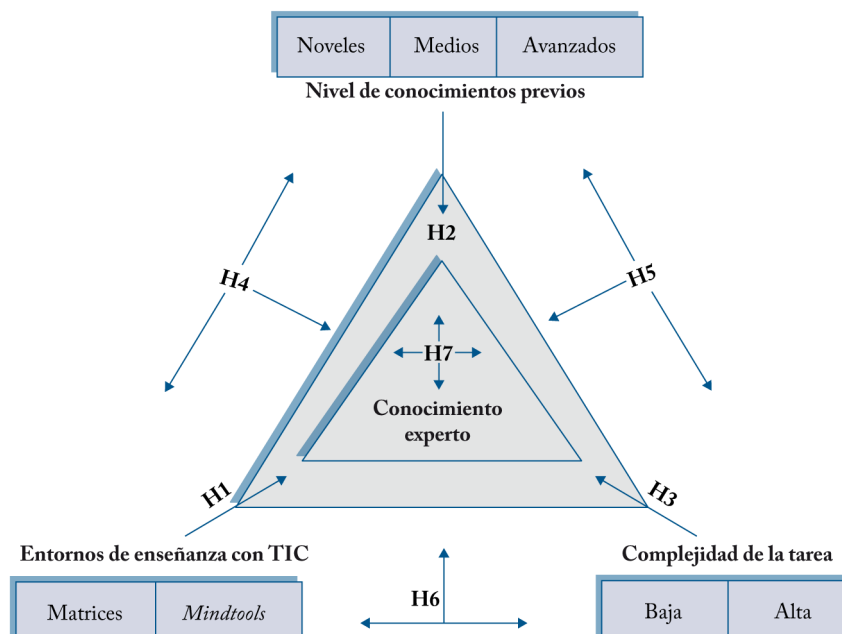 Noveles Medios Avanzados
Nivel de conocimientos previos
H2
H4
H5
H7
Conocimiento
experto
H1
H3
Entornos de enseñanza con TIC
Complejidad de la tarea
H6
Matrices Mindtools
Baja Alta